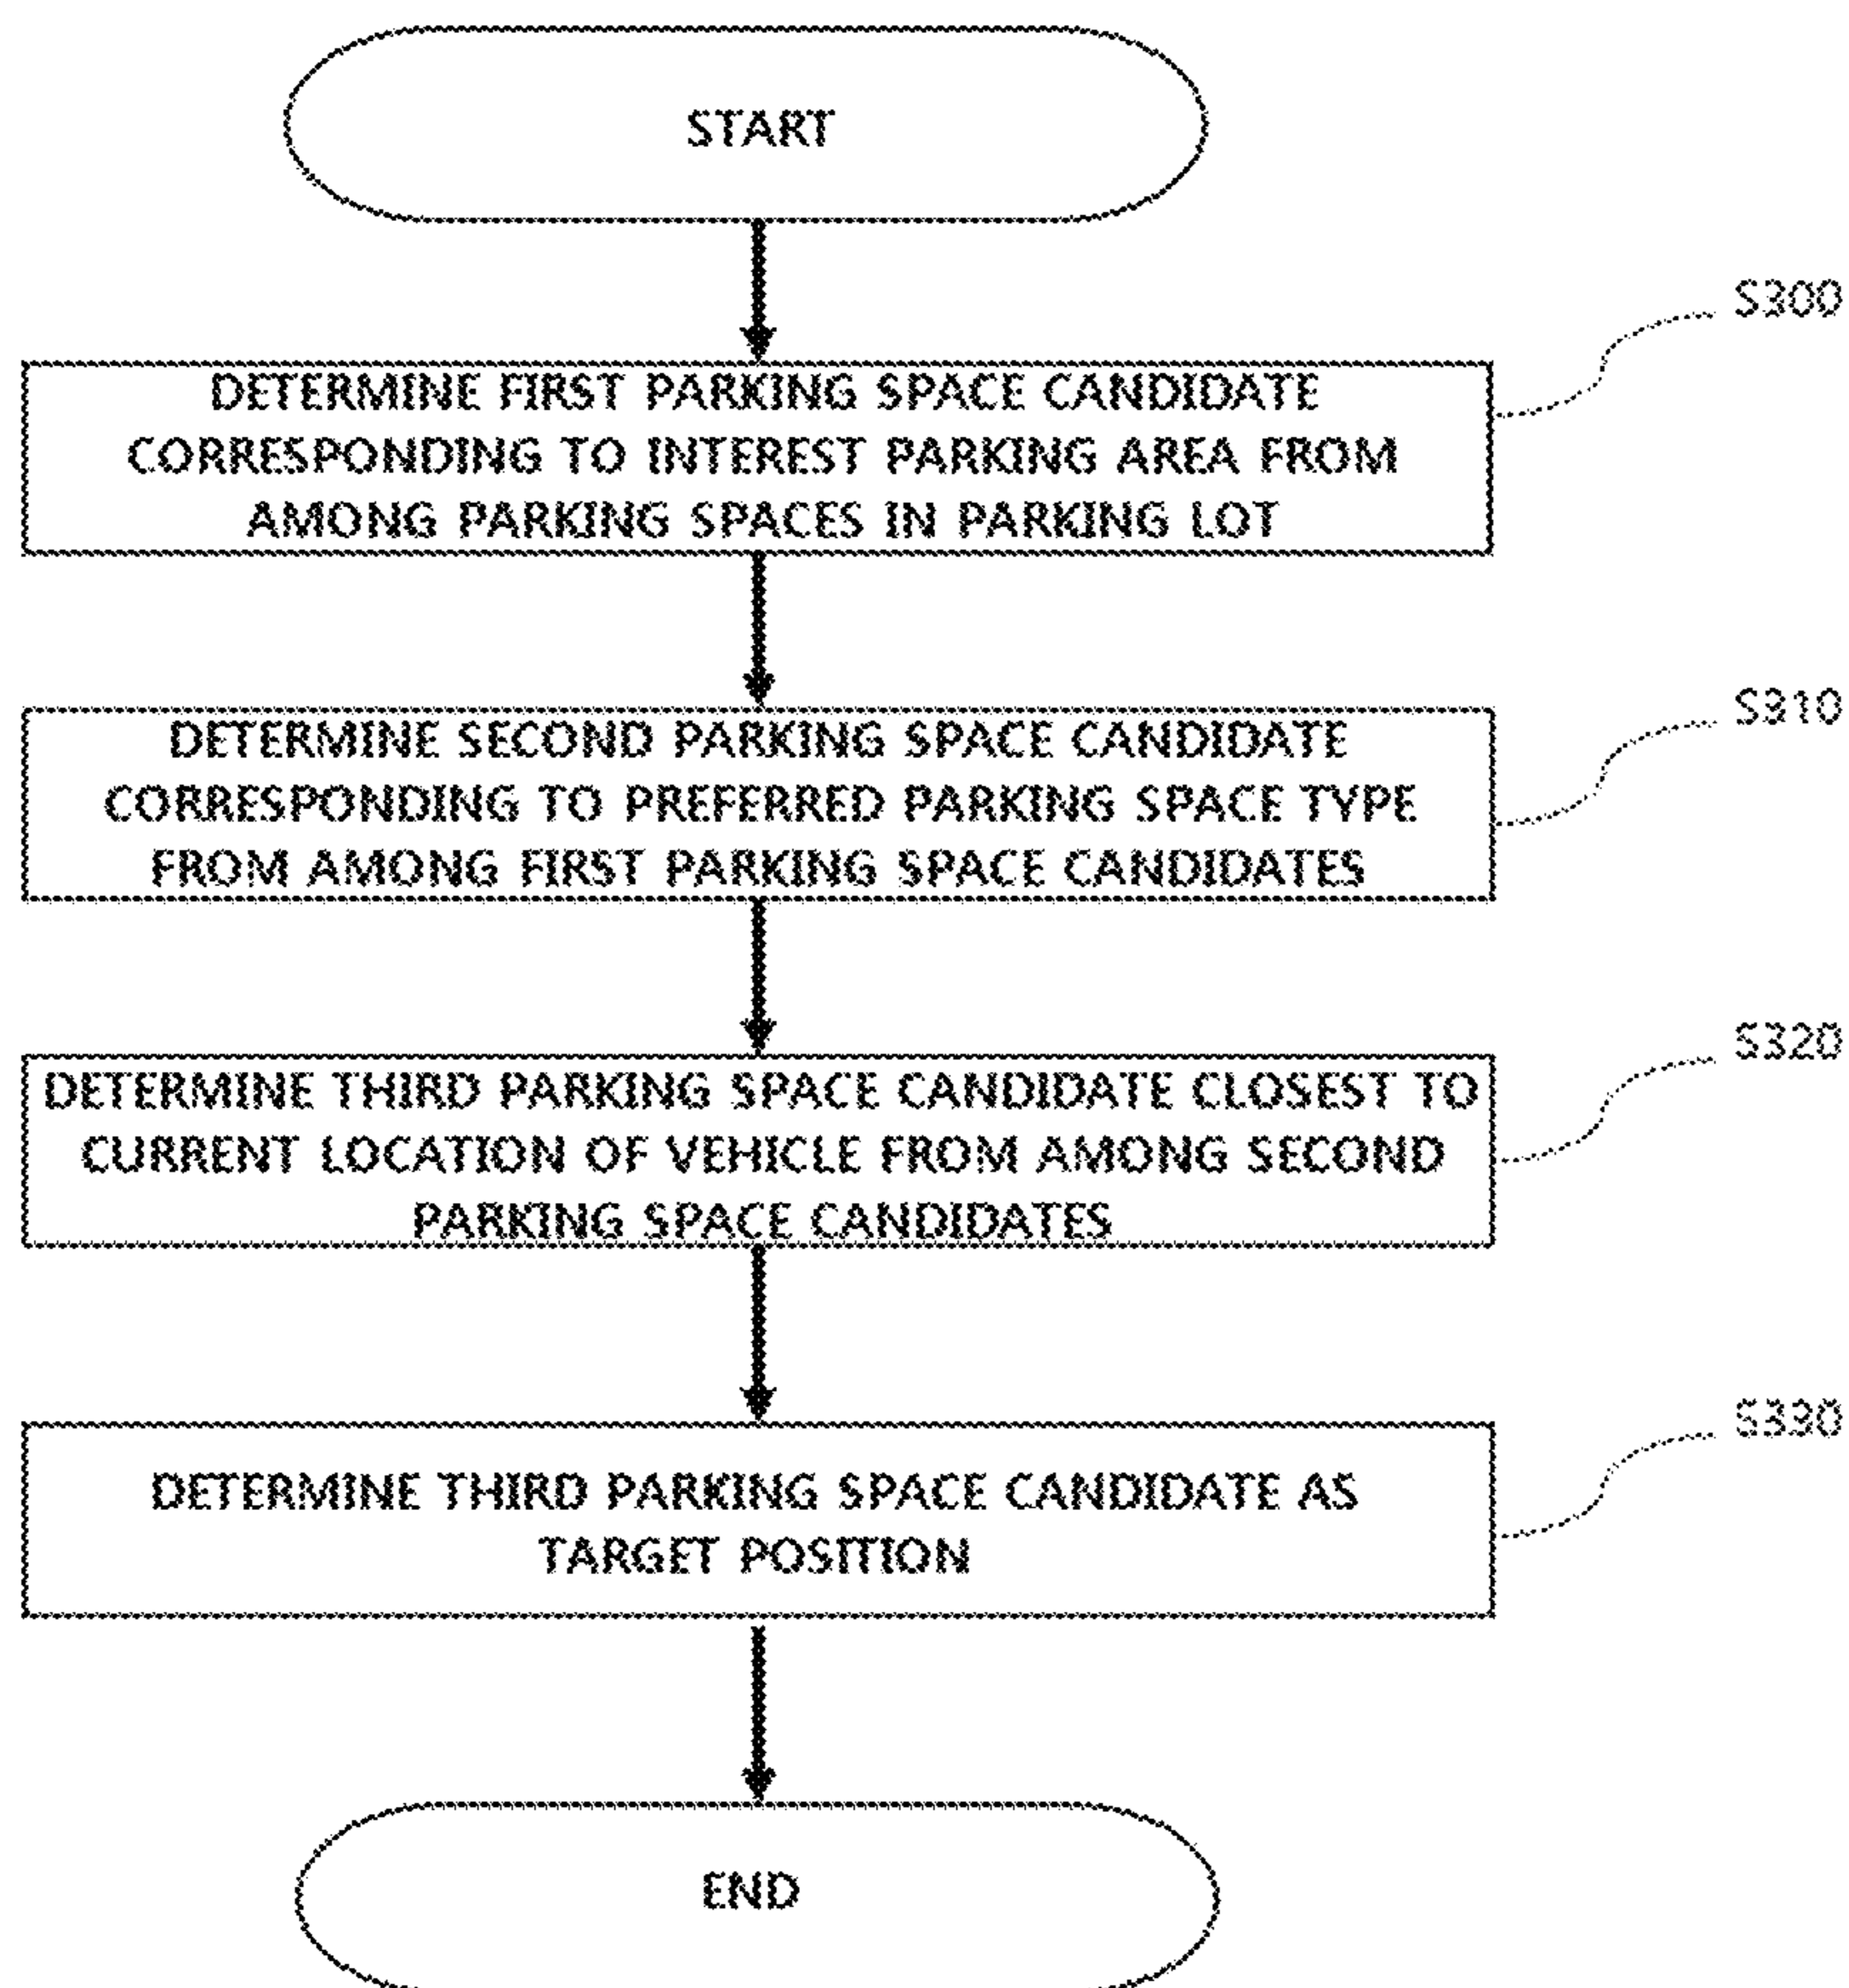 START
S300
DETERMINE FIRST PARKING SPACE CANDIDATE
CORRESPONDING TO INTEREST PARKING AREA FROM
AMONG PARKING SPACES IN PARKING LOT
S310
DETERMINE SECOND PARKING SPACE CANDIDATE
CORRESPONDING TO PREFERRED PARKING SPACE TYPE
FROM AMONG FIRST PARKING SPACE CANDIDATES
S320
DETERMINE THIRD PARKING SPACE CANDIDATE CLOSEST TO
CURRENT LOCATION OF VEHICLE FROM AMONG SECOND
PARKING SPACE CANDIDATES
S330
DETERMINE THIRD PARKING SPACE CANDIDATE AS
TARGET POSITION
END